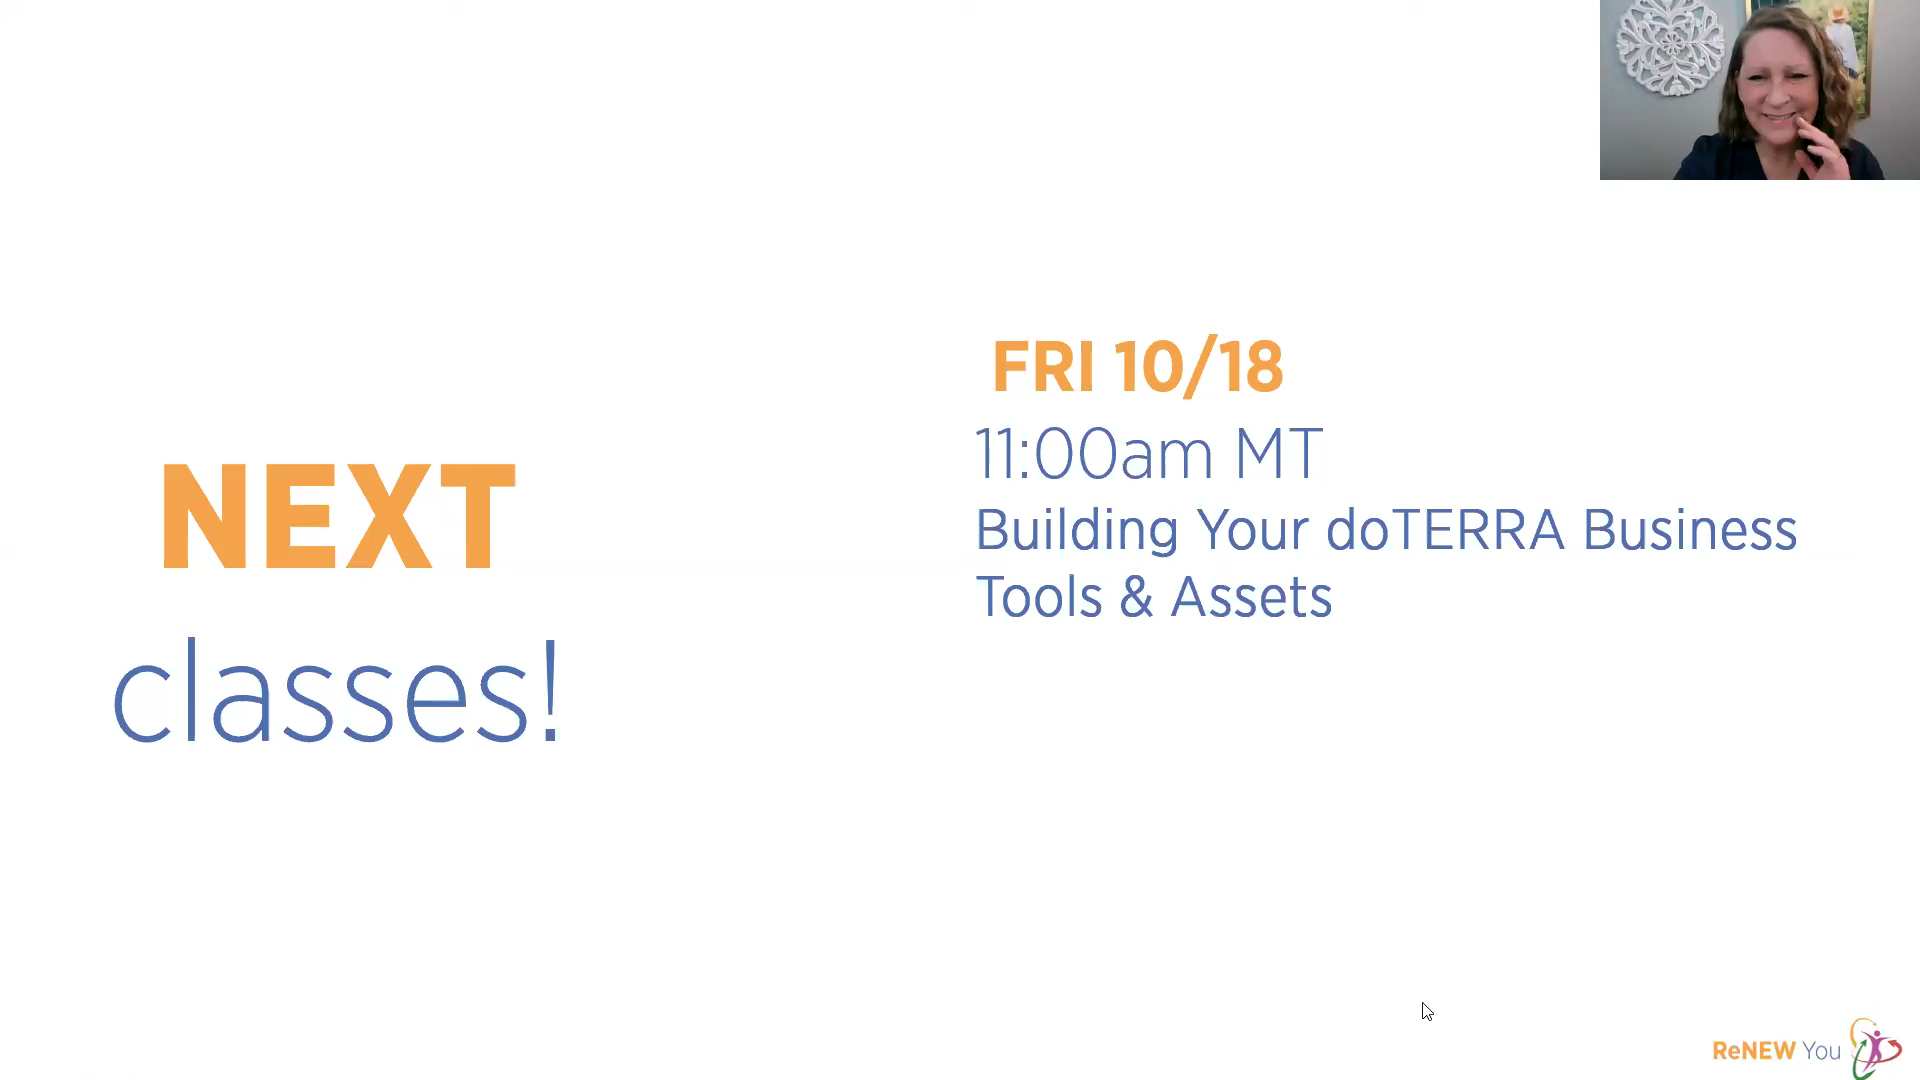 NEXT
classes!
FRI 10/18
11:00am MT
Building Your doTERRA Business
Tools & Assets
ReNEW You